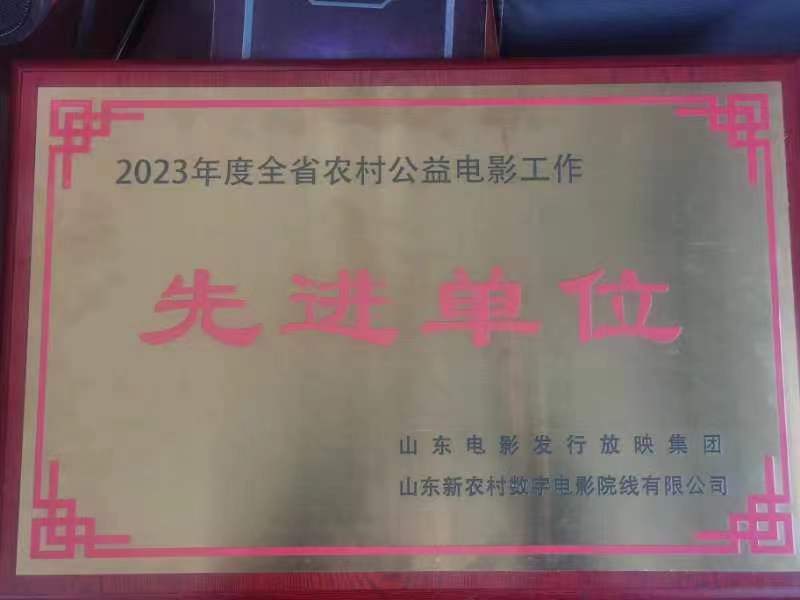 2023年度全省农村公益电影工作
先进单位
山东电影发行放映集团
山东新农村数字电影院线有限公司